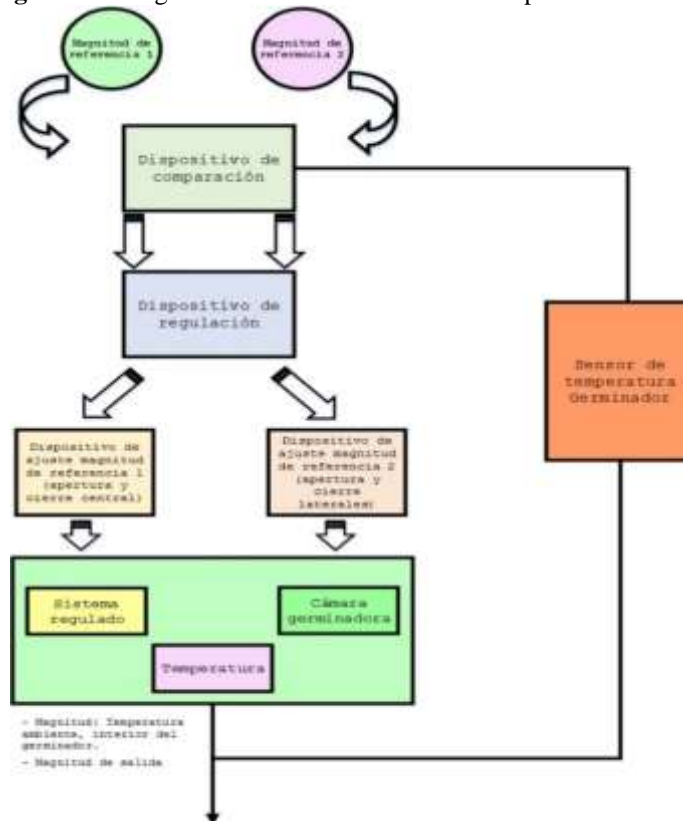 Magnitud de
referencia 1
Magnitud de
referencia 2
Dispositivo de
comparación
Dispositivo de
regulación
Sensor de
temperatura
Germinador
Dispositivo de
ajuste magnitud
de referencia 1
(apertura y
cierre central)
Dispositivo de
ajuste magnitud
de referencia 2
(apertura y
cierre
laterales)
Sistema
regulado
Cámara
germinadora
Temperatura
- Magnitud: Temperatura
ambiente, interior del
germinador.
- Magnitud de salida